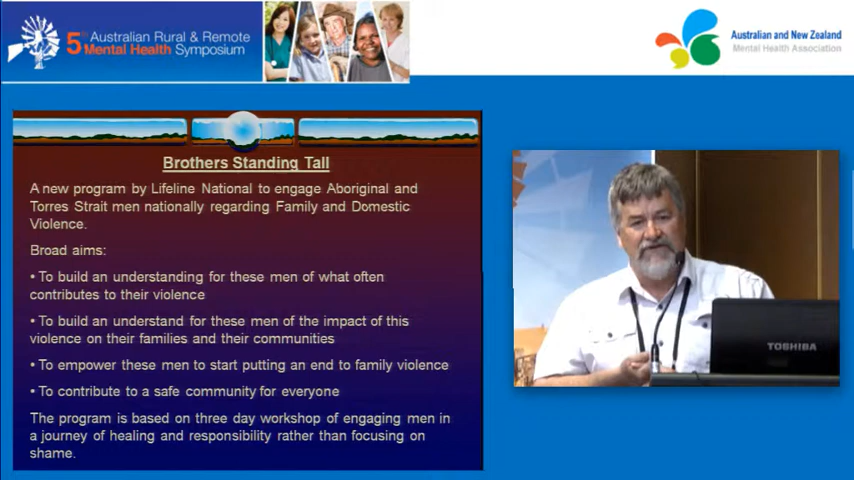 5th Australian Rural & Remote
Mental Health Symposium
Australian and New Zealand
Mental Health Association
Brothers Standing Tall
A new program by Lifeline National to engage Aboriginal and
Torres Strait men nationally regarding Family and Domestic
Violence.
Broad aims:
• To build an understanding for these men of what often
contributes to their violence
• To build an understand for these men of the impact of this
violence on their families and their communities
• To empower these men to start putting an end to family violence
• To contribute to a safe community for everyone
The program is based on three day workshop of engaging men in
a journey of healing and responsibility rather than focusing on
shame.
TOSHIBA